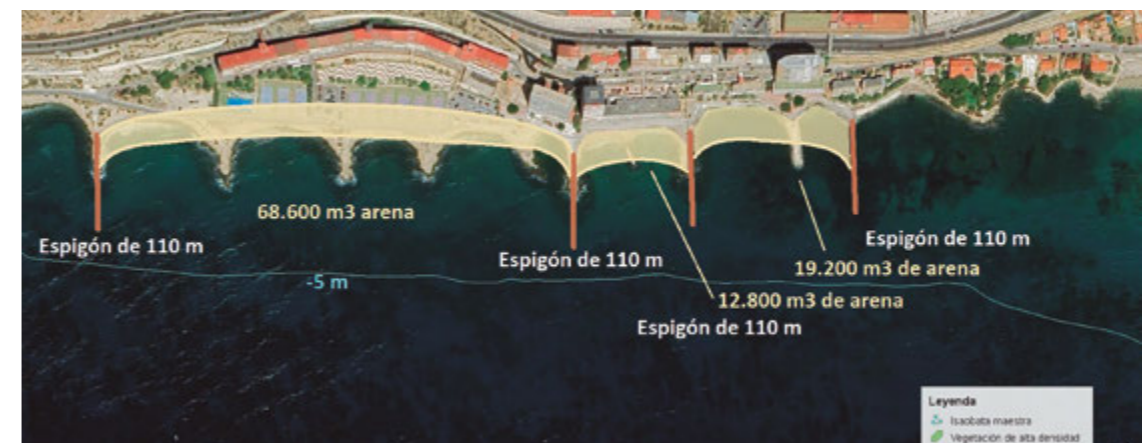 68.600 m3 arena
Espigón de 110 m
Espigón de 110 m
Espigón de 110 m
19.200 m3 de arena
-5 m
12.800 m3 de arena
Espigón de 110 m
Leyenda
Isaobata maestra
Vegetación de alta densidad